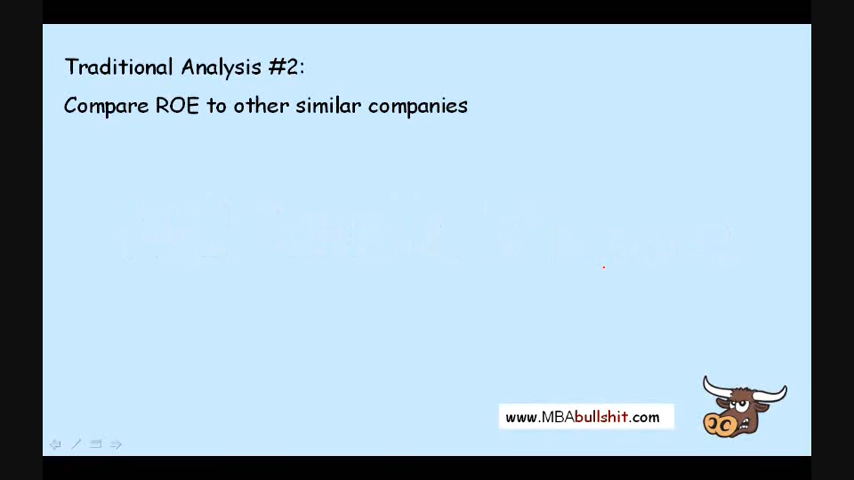 Traditional Analysis #2:
Compare ROE to other similar companies
www.MBAbullshit.com